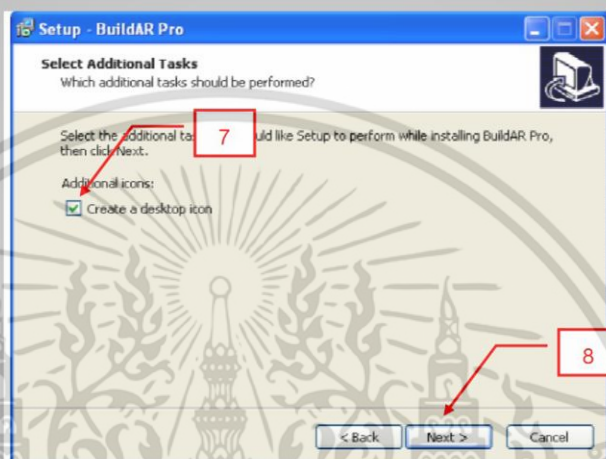 Setup - BuildAR Pro
Select Additional Tasks
Which additional tasks should be performed?
Select the additional ta 7 uld like Setup to perform while installing BuildAR Pro,
then click Next.
Additional icons:
Create a desktop icon
8
< Back Next > Cancel